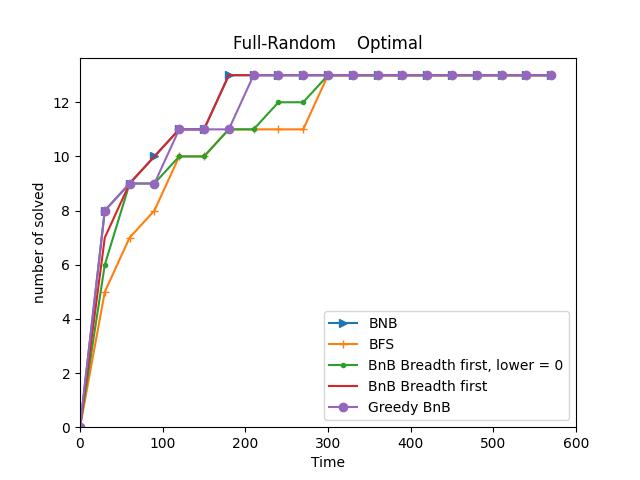 Full-Random    Optimal
12
10
8
6
4
2
0
number of solved
0 100 200 300 400 500 600
Time
BNB
BFS
BnB Breadth first, lower = 0
BnB Breadth first
Greedy BnB